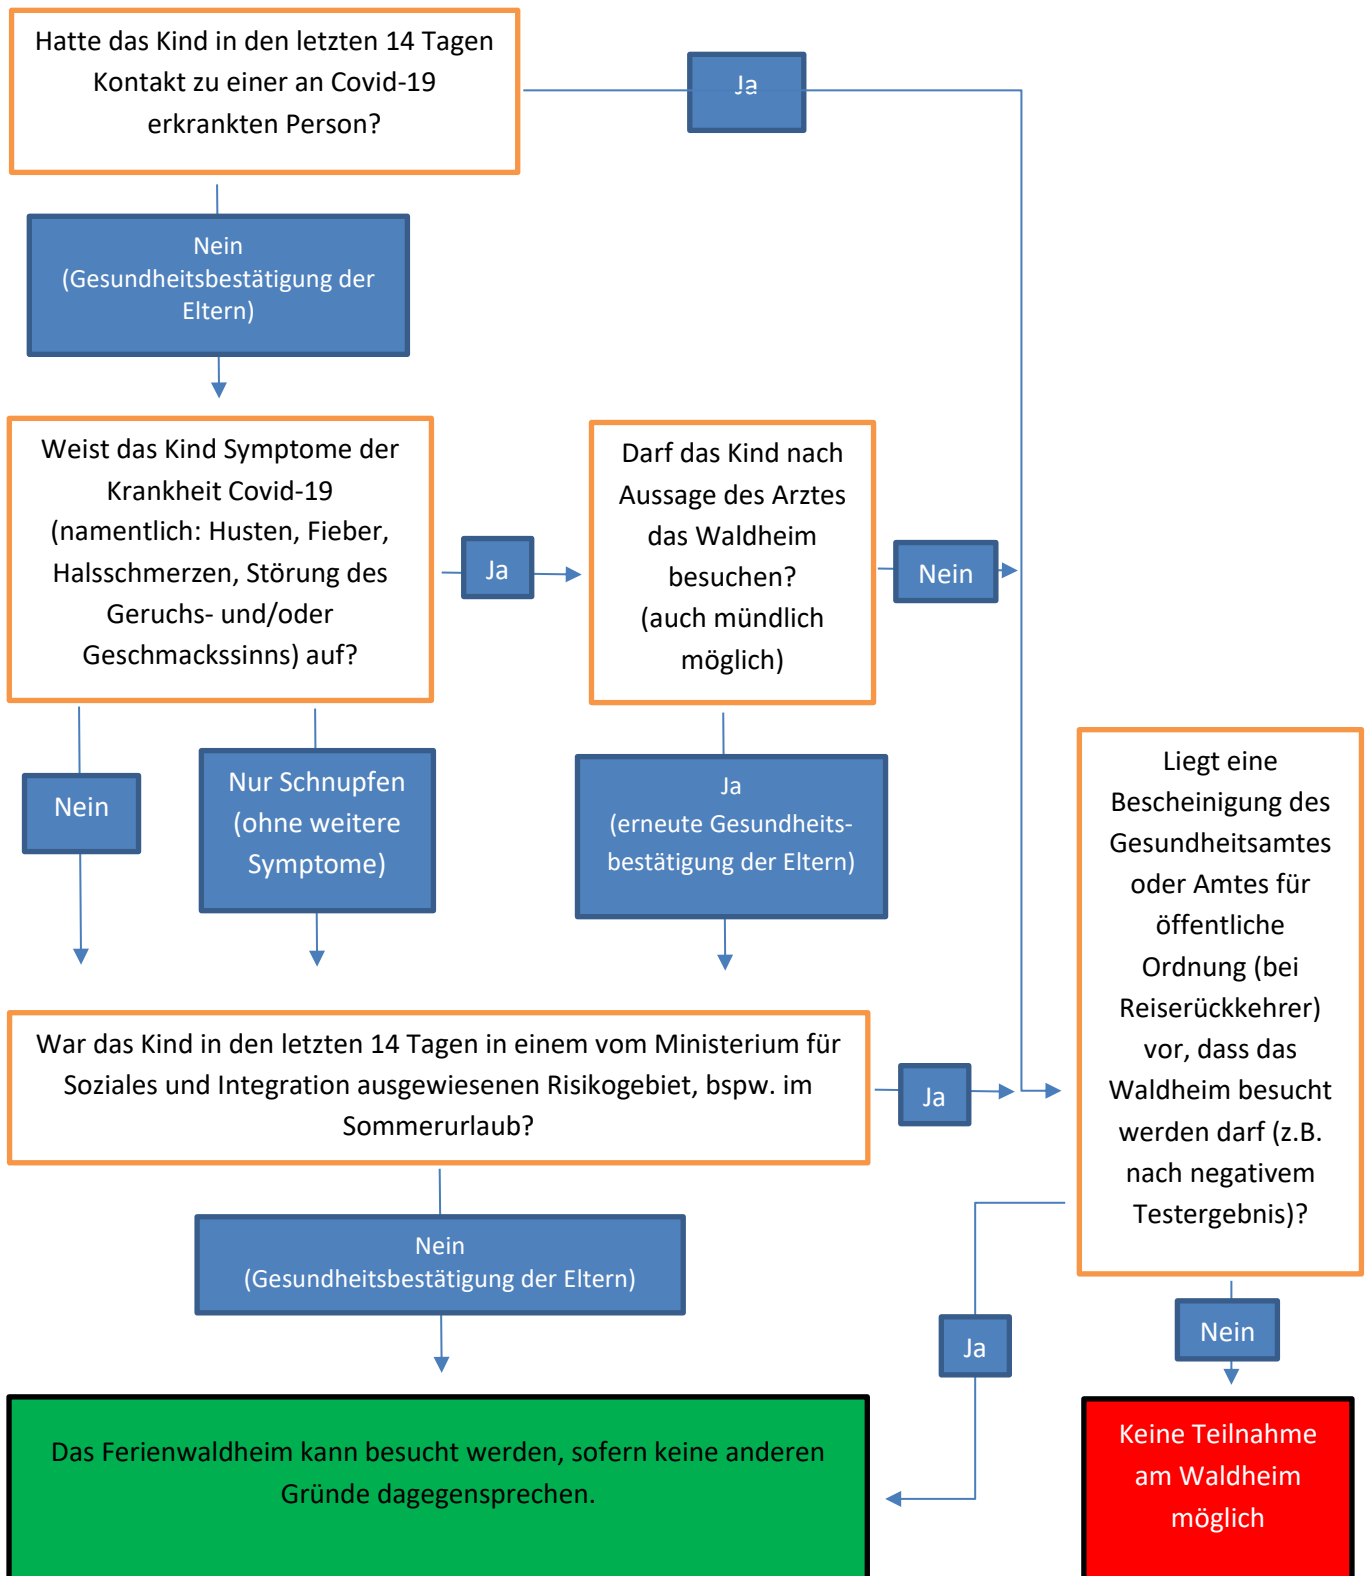 Hatte das Kind in den letzten 14 Tagen
Kontakt zu einer an Covid-19
erkrankten Person?
Ja
Nein
(Gesundheitsbestätigung der
Eltern)
Weist das Kind Symptome der
Krankheit Covid-19
(namentlich: Husten, Fieber,
Halsschmerzen, Störung des
Geruchs- und/oder
Geschmackssinns) auf?
Ja
Darf das Kind nach
Aussage des Arztes
das Waldheim
besuchen?
(auch mündlich
möglich)
Nein
Nein
Nur Schnupfen
(ohne weitere
Symptome)
Ja
(erneute Gesundheits-
bestätigung der Eltern)
War das Kind in den letzten 14 Tagen in einem vom Ministerium für
Soziales und Integration ausgewiesenen Risikogebiet, bspw. im
Sommerurlaub?
Ja
Liegt eine
Bescheinigung des
Gesundheitsamtes
oder Amtes für
öffentliche
Ordnung (bei
Reiserückkehrer)
vor, dass das
Waldheim besucht
werden darf (z.B.
nach negativem
Testergebnis)?
Nein
(Gesundheitsbestätigung der Eltern)
Ja
Nein
Das Ferienwaldheim kann besucht werden, sofern keine anderen
Gründe dagegensprechen.
Keine Teilnahme
am Waldheim
möglich